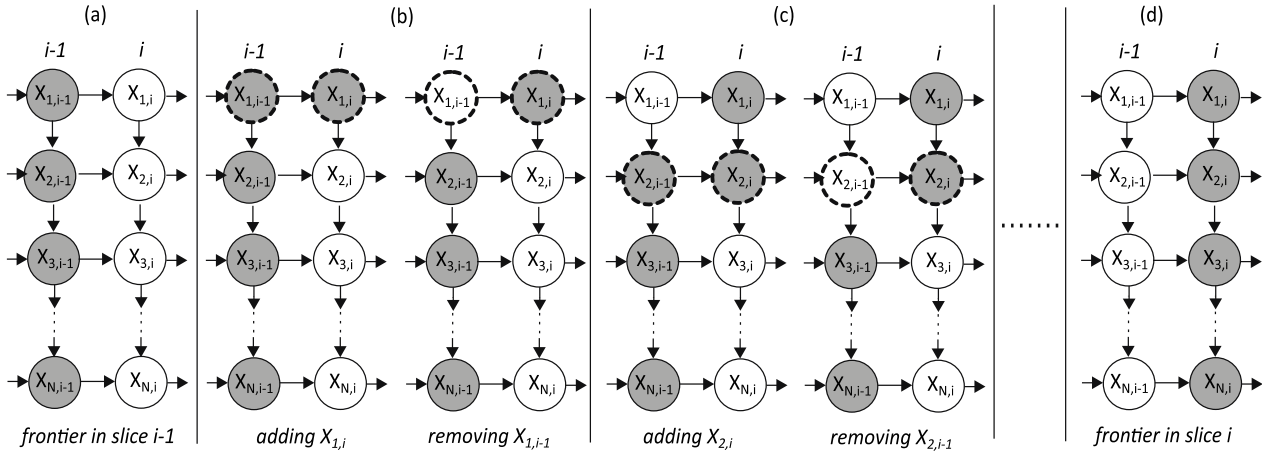 (a) (b) (c) (d)
i-1 i i-1 i i-1 i i-1 i i-1 i i-1 i
X1,i-1 X1,i X1,i-1 X1,i X1,i-1 X1,i X1,i-1 X1,i X1,i-1 X1,i X1,i-1 X1,i
X2,i-1 X2,i X2,i-1 X2,i X2,i-1 X2,i X2,i-1 X2,i X2,i-1 X2,i X2,i-1 X2,i
X3,i-1 X3,i X3,i-1 X3,i X3,i-1 X3,i X3,i-1 X3,i X3,i-1 X3,i X3,i-1 X3,i
XN,i-1 XN,i XN,i-1 XN,i XN,i-1 XN,i XN,i-1 XN,i XN,i-1 XN,i XN,i-1 XN,i
frontier in slice i-1 adding X1,i removing X1,i-1 adding X2,i removing X2,i-1 frontier in slice i